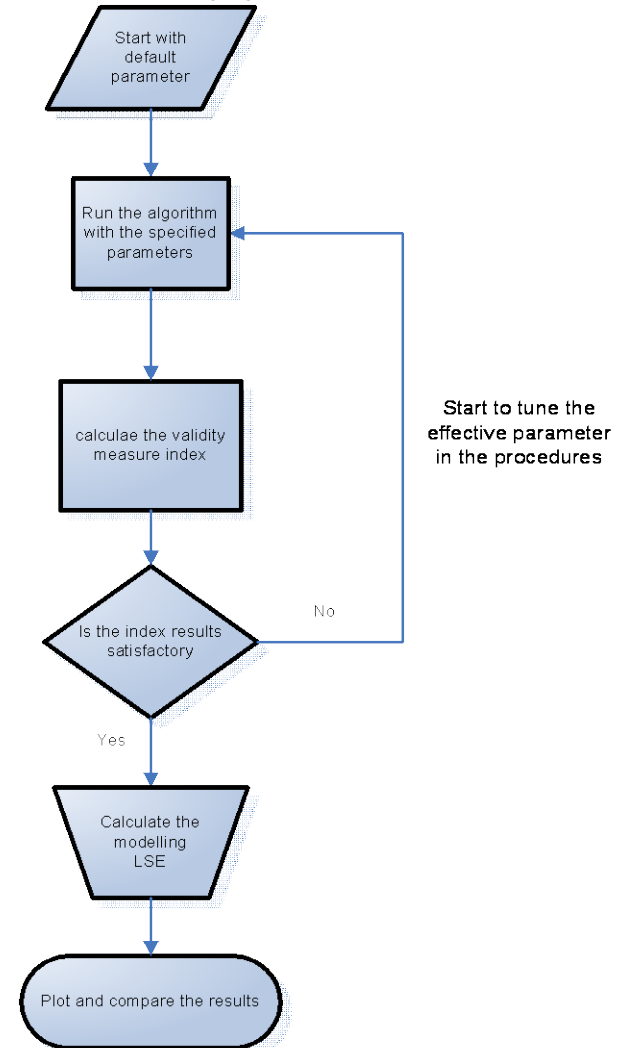 Start with
default
parameter
Run the algorithm
with the specified
parameters
Start to tune the
effective parameter
in the procedures
calculae the validity
measure index
Is the index results
satisfactory
No
Yes
Calculate the
modelling
LSE
Plot and compare the results